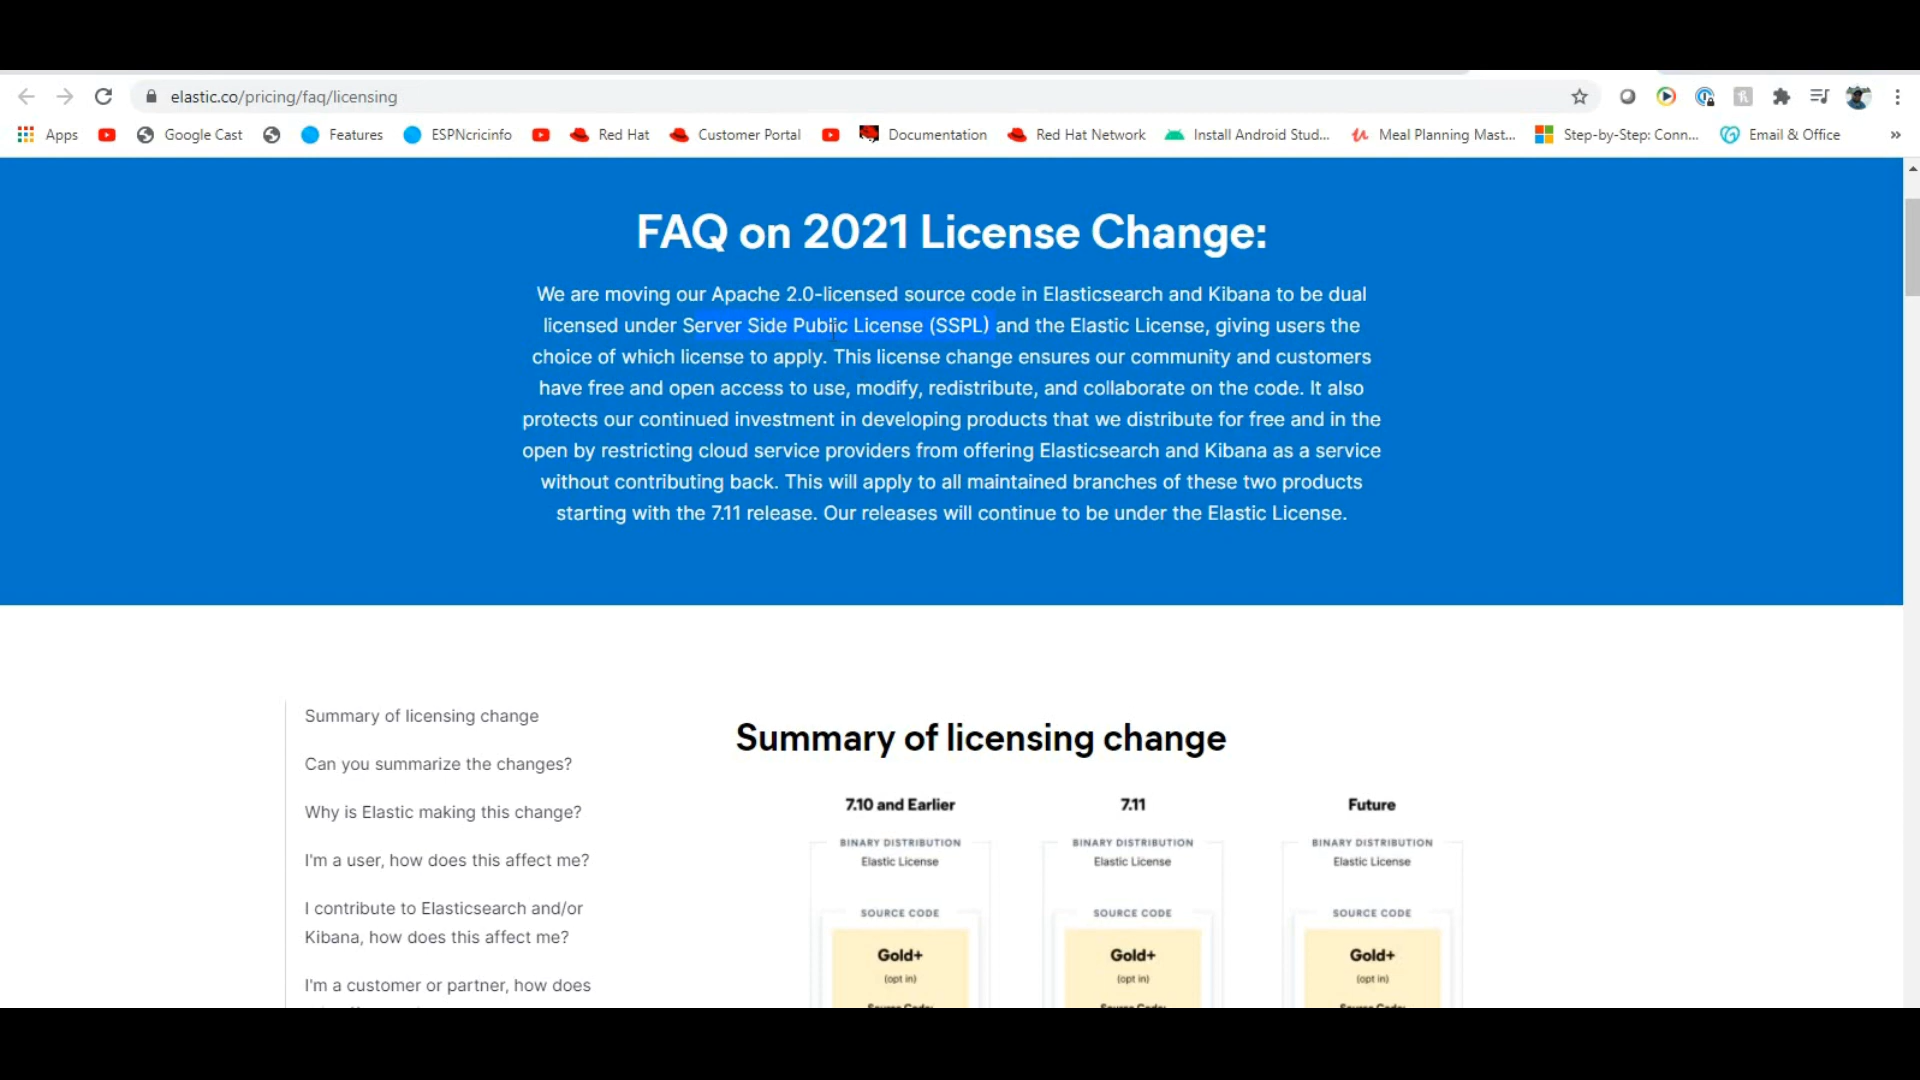 elastic.co/pricing/faq/licensing
Apps Google Cast Features ESPNcricinfo Red Hat Customer Portal Documentation Red Hat Network Install Android Stud... Meal Planning Mast... Step-by-Step: Conn... Email & Office »
FAQ on 2021 License Change:
We are moving our Apache 2.0-licensed source code in Elasticsearch and Kibana to be dual
licensed under Server Side Public License (SSPL) and the Elastic License, giving users the
choice of which license to apply. This license change ensures our community and customers
have free and open access to use, modify, redistribute, and collaborate on the code. It also
protects our continued investment in developing products that we distribute for free and in the
open by restricting cloud service providers from offering Elasticsearch and Kibana as a service
without contributing back. This will apply to all maintained branches of these two products
starting with the 7.11 release. Our releases will continue to be under the Elastic License.
Summary of licensing change
Can you summarize the changes?
Why is Elastic making this change?
I'm a user, how does this affect me?
I contribute to Elasticsearch and/or
Kibana, how does this affect me?
I'm a customer or partner, how does
Summary of licensing change
7.10 and Earlier 7.11 Future
BINARY DISTRIBUTION BINARY DISTRIBUTION BINARY DISTRIBUTION
Elastic License Elastic License Elastic License
SOURCE CODE SOURCE CODE SOURCE CODE
Gold+ Gold+ Gold+
(opt in) (opt in) (opt in)
Source Code: Source Code: Source Code: